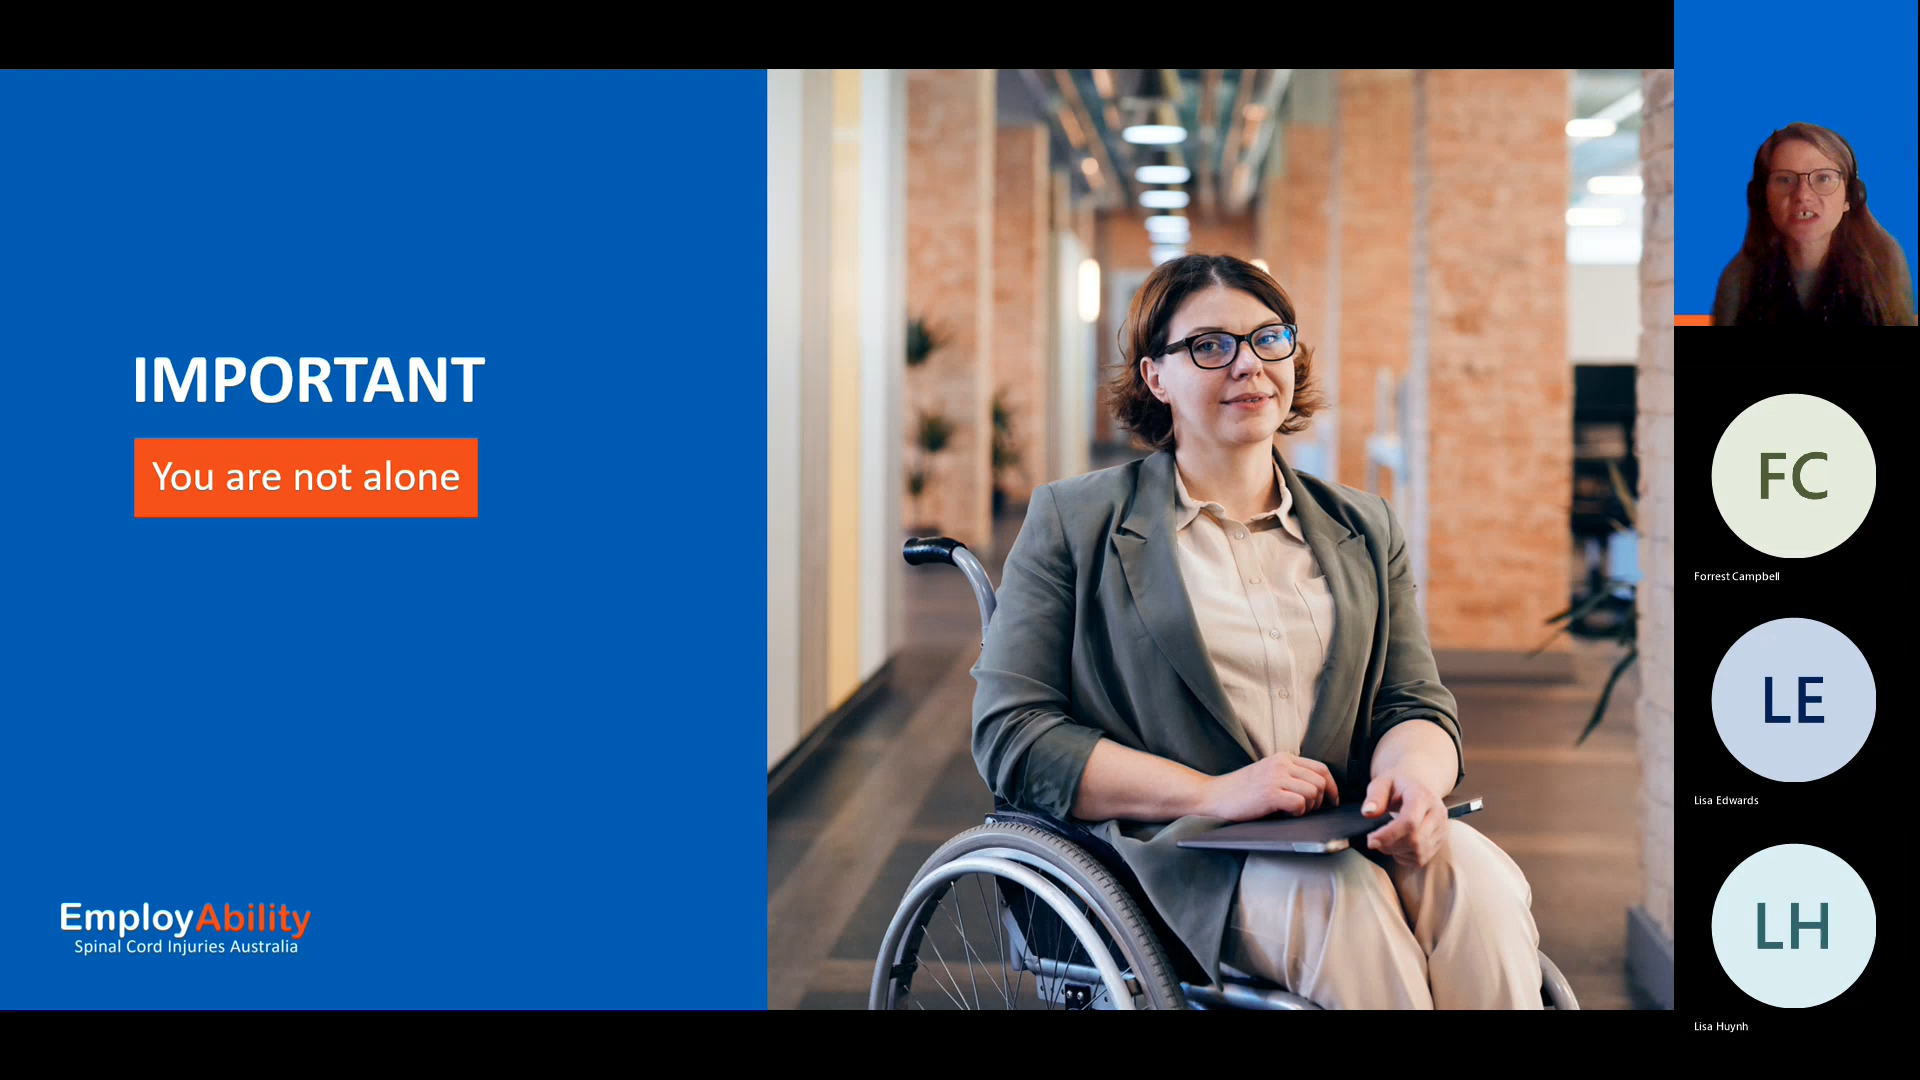 IMPORTANT
You are not alone
EmployAbility
Spinal Cord Injuries Australia
FC
Forrest Campbell
LE
Lisa Edwards
LH
Lisa Huynh